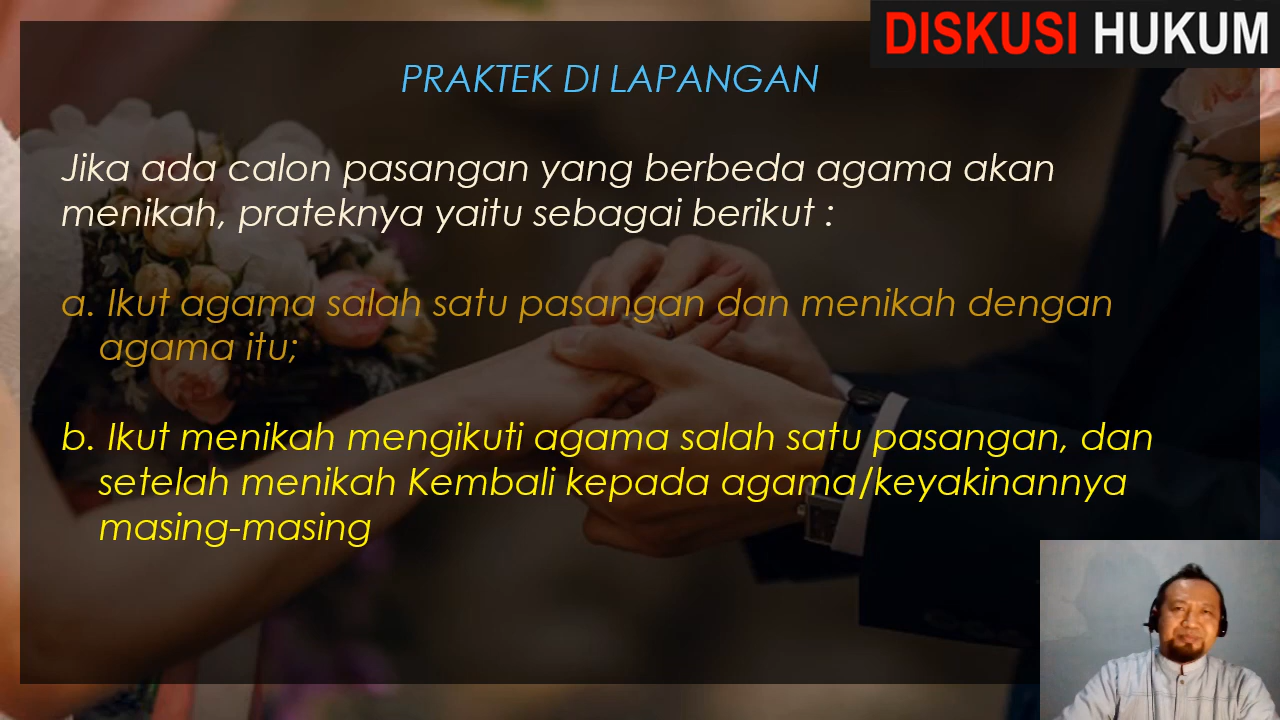 DISKUSI HUKUM
PRAKTEK DI LAPANGAN
Jika ada calon pasangan yang berbeda agama akan
menikah, prateknya yaitu sebagai berikut :
a. Ikut agama salah satu pasangan dan menikah dengan
agama itu;
b. Ikut menikah mengikuti agama salah satu pasangan, dan
setelah menikah Kembali kepada agama/keyakinannya
masing-masing